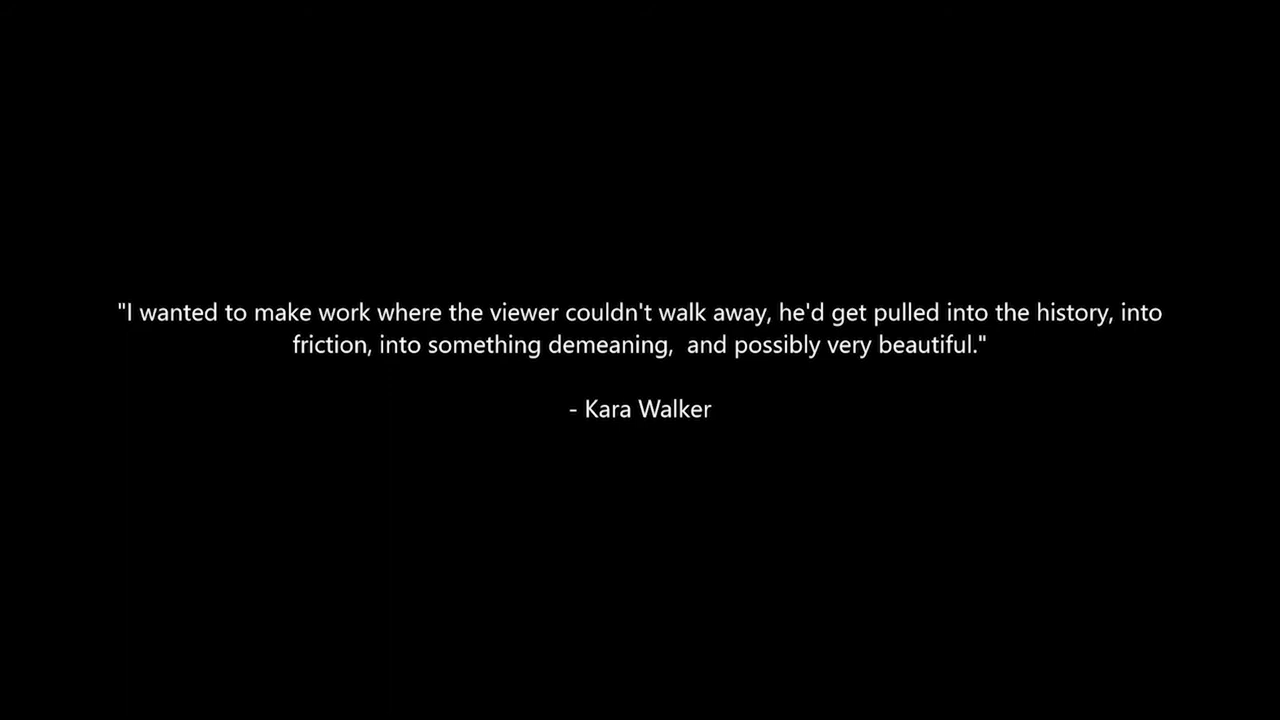 "I wanted to make work where the viewer couldn't walk away, he'd get pulled into the history, into
friction, into something demeaning,  and possibly very beautiful."
- Kara Walker